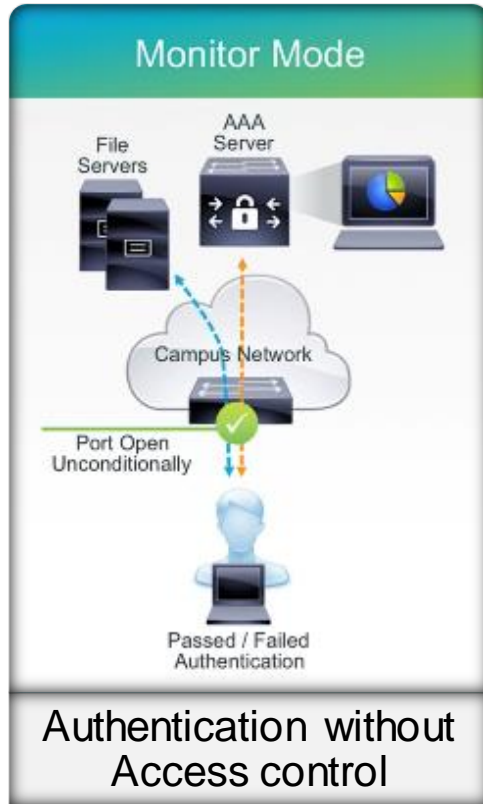 Monitor Mode
AAA
Server
File
Servers
Campus Network
Port Open
Unconditionally
Passed / Failed
Authentication
Authentication without
Access control